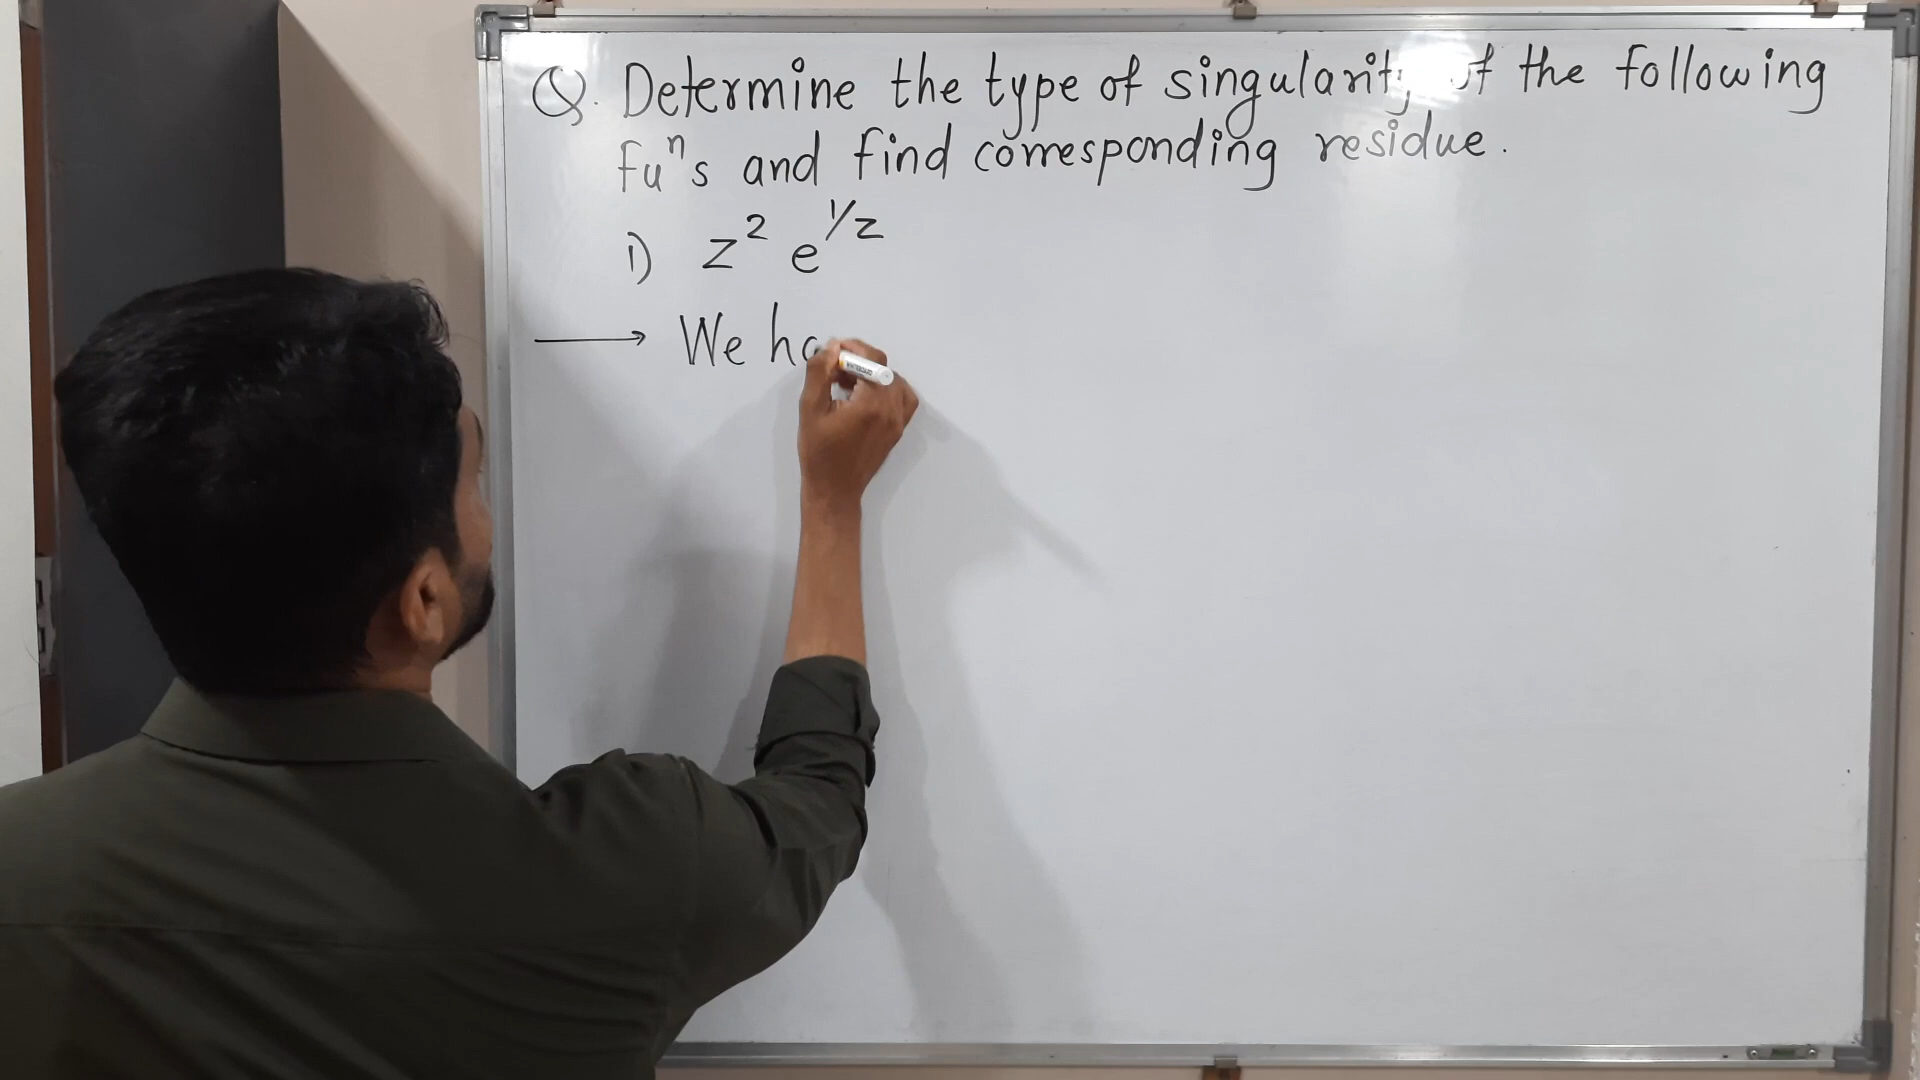 Q. Determine the type of singularity of the following
fuⁿs and find corresponding residue.
1) z² e^1/z
→ We ha